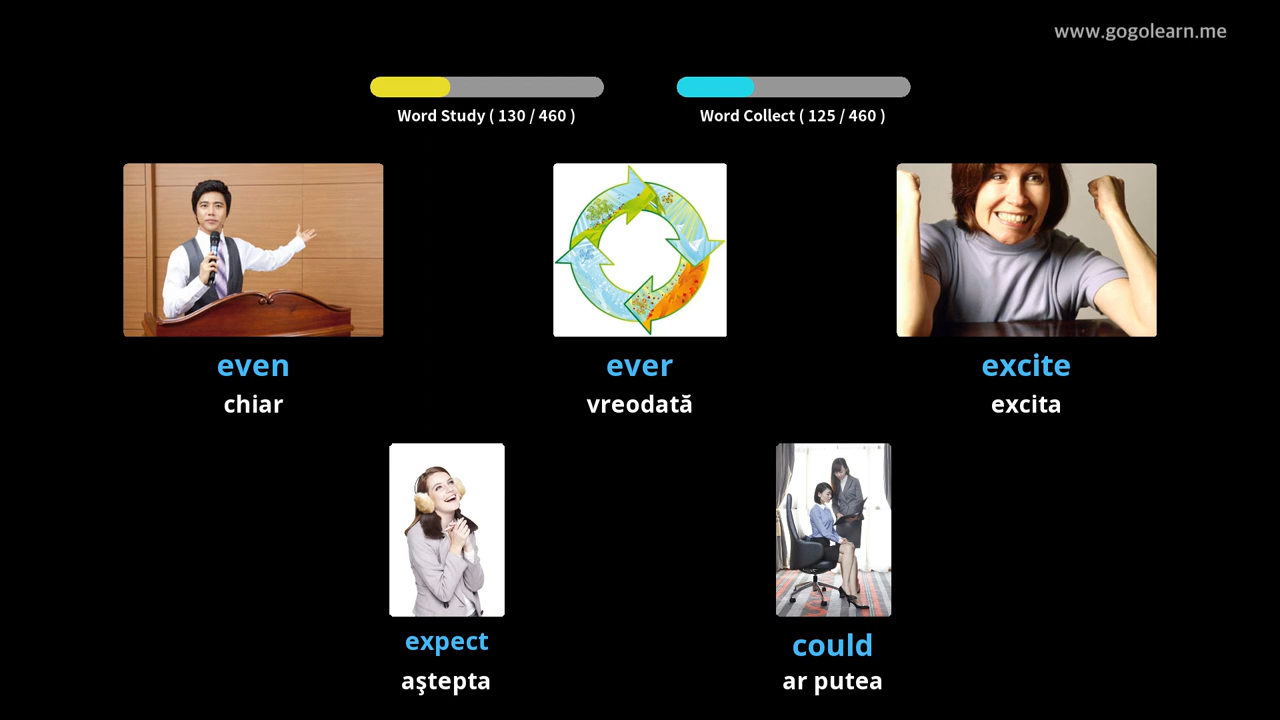 www.gogolearn.me
Word Study ( 130 / 460 )
Word Collect ( 125 / 460 )
even
chiar
ever
vreodată
excite
excita
expect
aştepta
could
ar putea